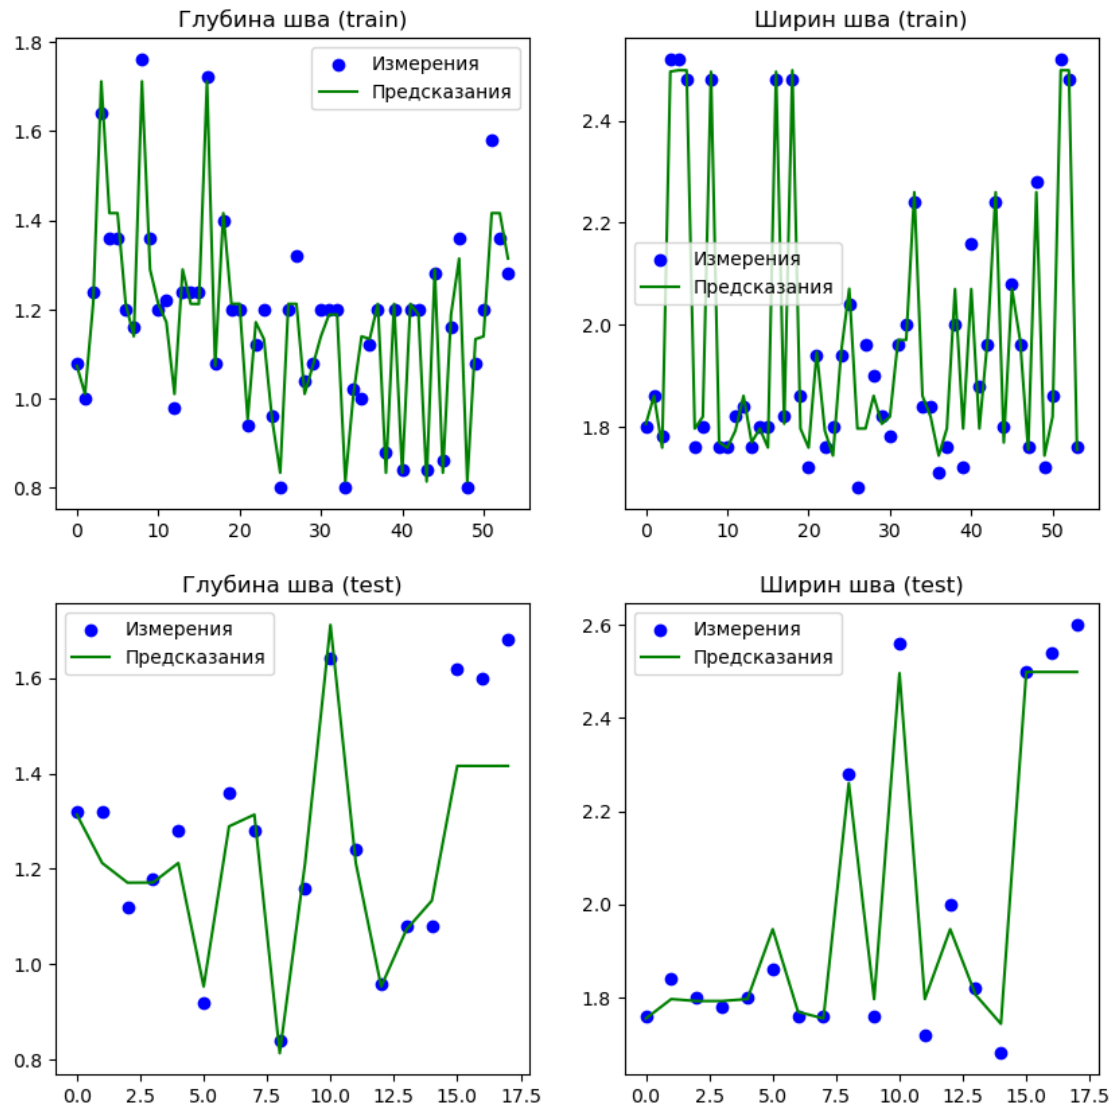 Глубина шва (train)
Измерения
Предсказания
1.8
1.6
1.4
1.2
1.0
0.8
0 10 20 30 40 50
Ширин шва (train)
Измерения
Предсказания
2.4
2.2
2.0
1.8
0 10 20 30 40 50
Глубина шва (test)
Измерения
Предсказания
1.6
1.4
1.2
1.0
0.8
0.0 2.5 5.0 7.5 10.0 12.5 15.0 17.5
Ширин шва (test)
Измерения
Предсказания
2.6
2.4
2.2
2.0
1.8
0.0 2.5 5.0 7.5 10.0 12.5 15.0 17.5